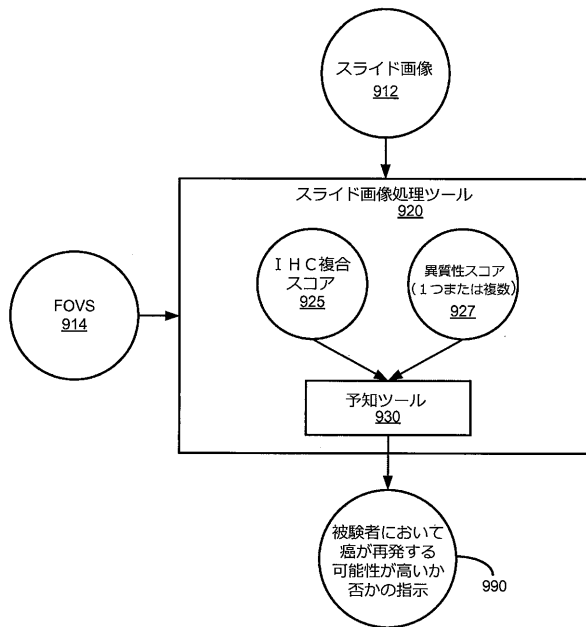 スライド画像
912
スライド画像処理ツール
920
IHC複合
スコア
925
異質性スコア
(1つまたは複数)
927
FOVS
914
予知ツール
930
被験者において
癌が再発する
可能性が高いか
否かの指示
990